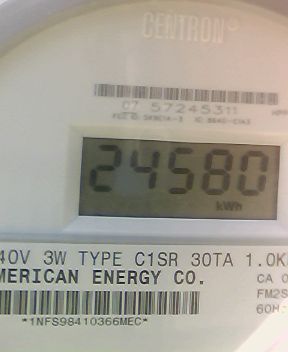 CENTRON®
C7 57245311
24580
kWh
40V 3W TYPE C1SR 30TA 1.0K
MERICAN ENERGY CO.
CA 0
FM2S
60H
*1NFS98410366MEC*